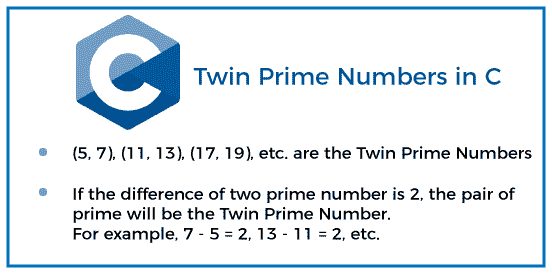 C
Twin Prime Numbers in C
(5, 7), (11, 13), (17, 19), etc. are the Twin Prime Numbers
If the difference of two prime number is 2, the pair of
prime will be the Twin Prime Number.
For example, 7 - 5 = 2, 13 - 11 = 2, etc.